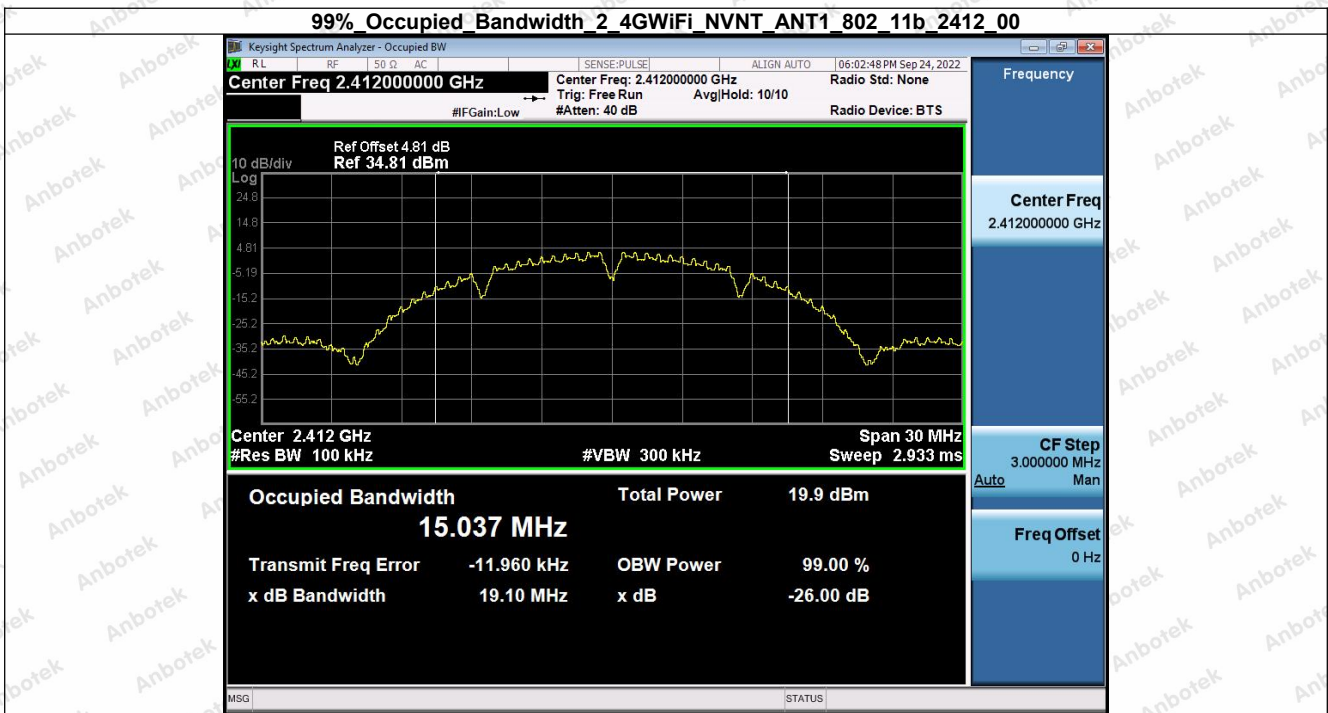 99%_Occupied_Bandwidth_2_4GWiFi_NVNT_ANT1_802_11b_2412_00
Keysight Spectrum Analyzer - Occupied BW
LXI RL RF 50 Ω AC SENSE:PULSE ALIGN AUTO 06:02:48 PM Sep 24, 2022
Center Freq 2.412000000 GHz
Center Freq: 2.412000000 GHz
Radio Std: None
Trig: Free Run Avg|Hold: 10/10
#IFGain:Low
#Atten: 40 dB
Radio Device: BTS
Ref Offset 4.81 dB
10 dB/div Ref 34.81 dBm
Log
24.8
14.8
4.81
-5.19
-15.2
-25.2
-35.2
-45.2
-55.2
Center 2.412 GHz Span 30 MHz
#Res BW 100 kHz #VBW 300 kHz Sweep 2.933 ms
Occupied Bandwidth Total Power 19.9 dBm
15.037 MHz
Transmit Freq Error -11.960 kHz OBW Power 99.00 %
x dB Bandwidth 19.10 MHz x dB -26.00 dB
MSG STATUS
Frequency
Center Freq
2.412000000 GHz
CF Step
3.000000 MHz
Auto Man
Freq Offset
0 Hz
Anbotek